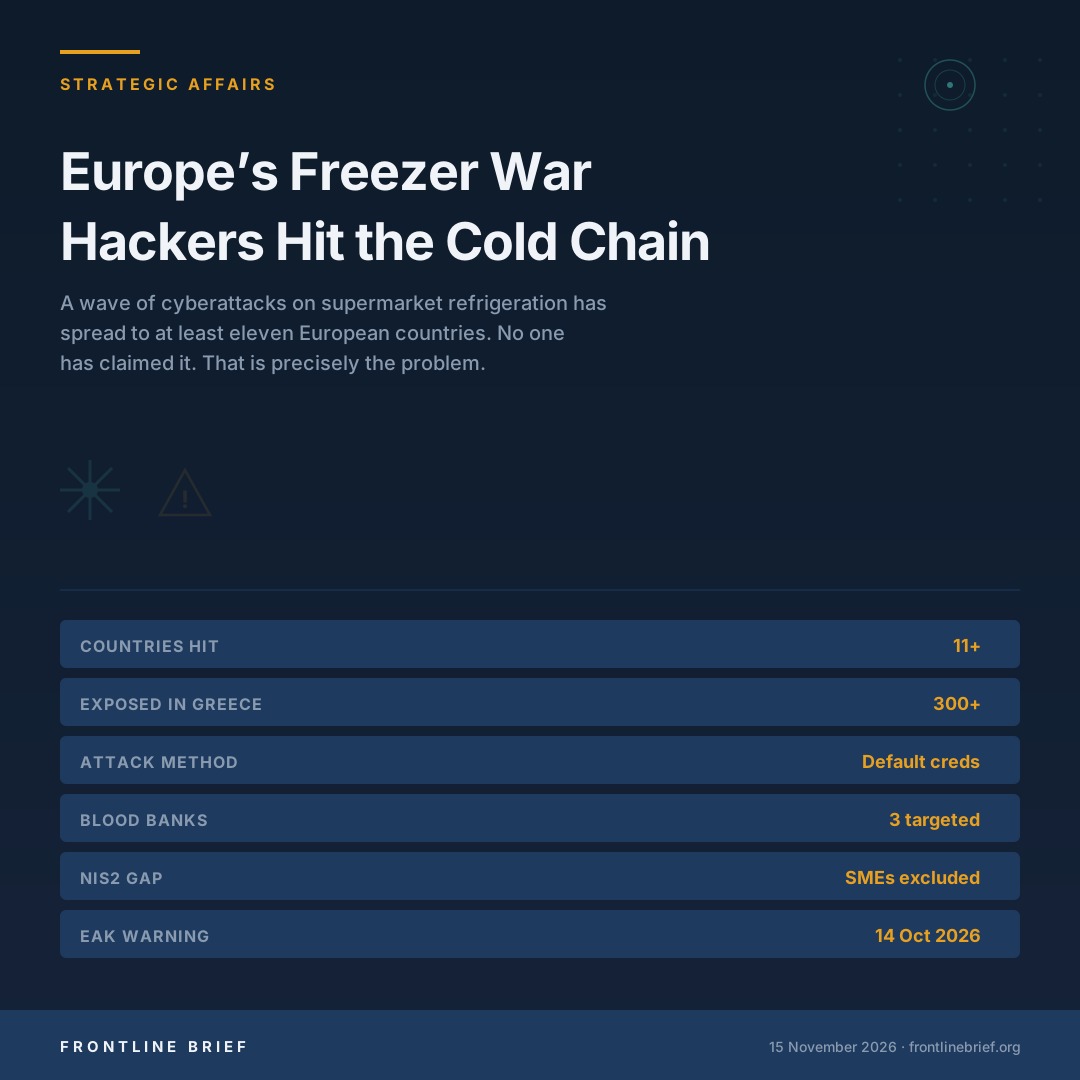 STRATEGIC AFFAIRS
Europe’s Freezer War
Hackers Hit the Cold Chain
A wave of cyberattacks on supermarket refrigeration has
spread to at least eleven European countries. No one
has claimed it. That is precisely the problem.
!
COUNTRIES HIT 11+
EXPOSED IN GREECE 300+
ATTACK METHOD Default creds
BLOOD BANKS 3 targeted
NIS2 GAP SMEs excluded
EAK WARNING 14 Oct 2026
FRONTLINE BRIEF 15 November 2026 · frontlinebrief.org